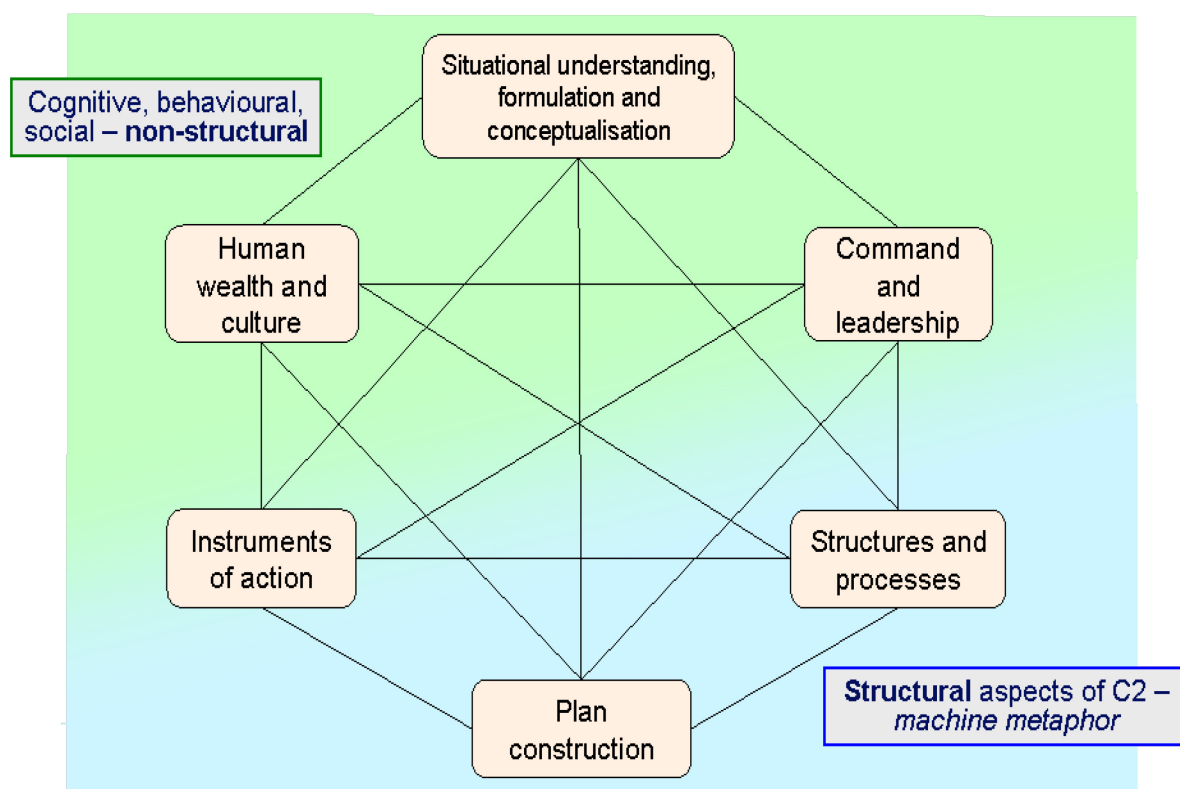 Situational understanding,
formulation and
conceptualisation
Cognitive, behavioural,
social – non-structural
Human
wealth and
culture
Command
and
leadership
Instruments
of action
Structures and
processes
Plan
construction
Structural aspects of C2 –
machine metaphor